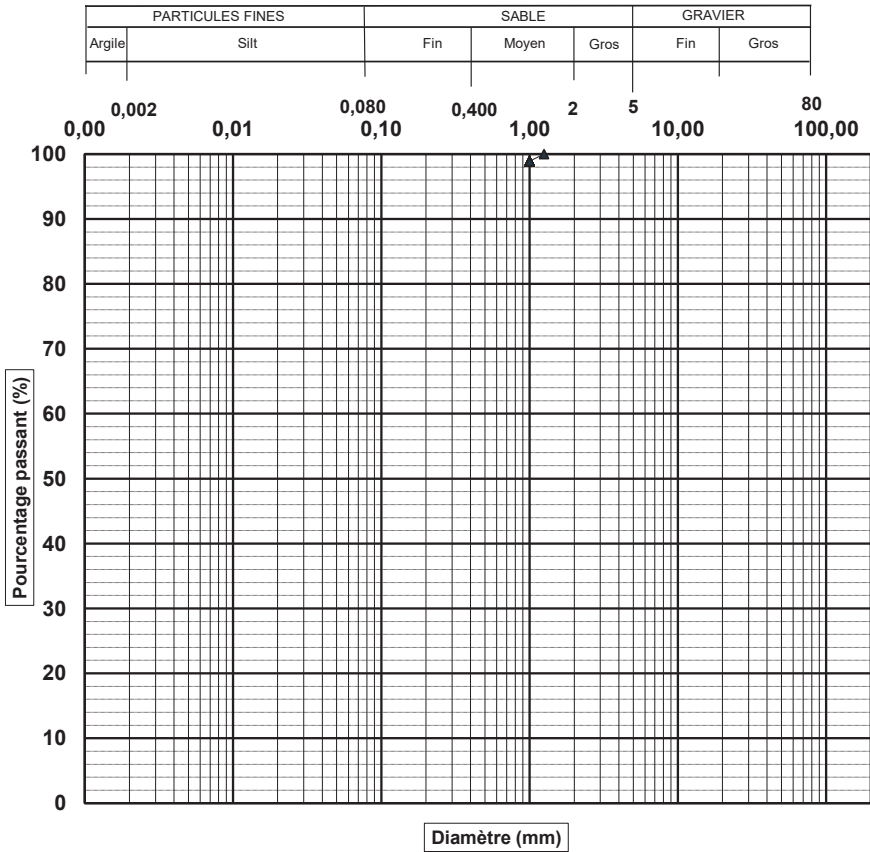 PARTICULES FINES SABLE GRAVIER
Argile Silt Fin Moyen Gros Fin Gros
0,002 0,080 0,400 2 5 80
0,00 0,01 0,10 1,00 10,00 100,00
100
90
80
70
60
50
40
30
20
10
0
Pourcentage passant (%)
Diamètre (mm)